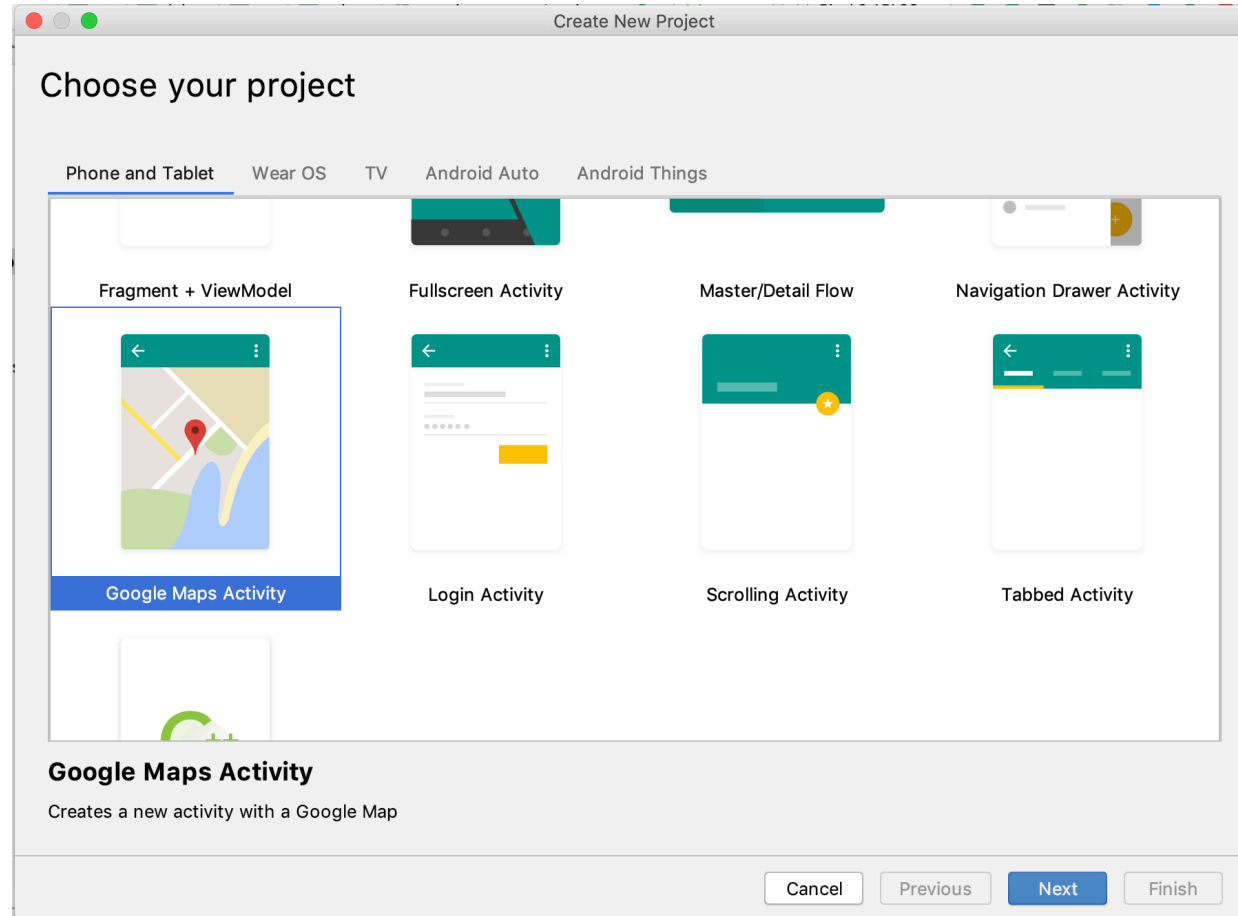 Create New Project
Choose your project
Phone and Tablet Wear OS TV Android Auto Android Things
Fragment + ViewModel Fullscreen Activity Master/Detail Flow Navigation Drawer Activity
Google Maps Activity Login Activity Scrolling Activity Tabbed Activity
Google Maps Activity
Creates a new activity with a Google Map
Cancel Previous Next Finish